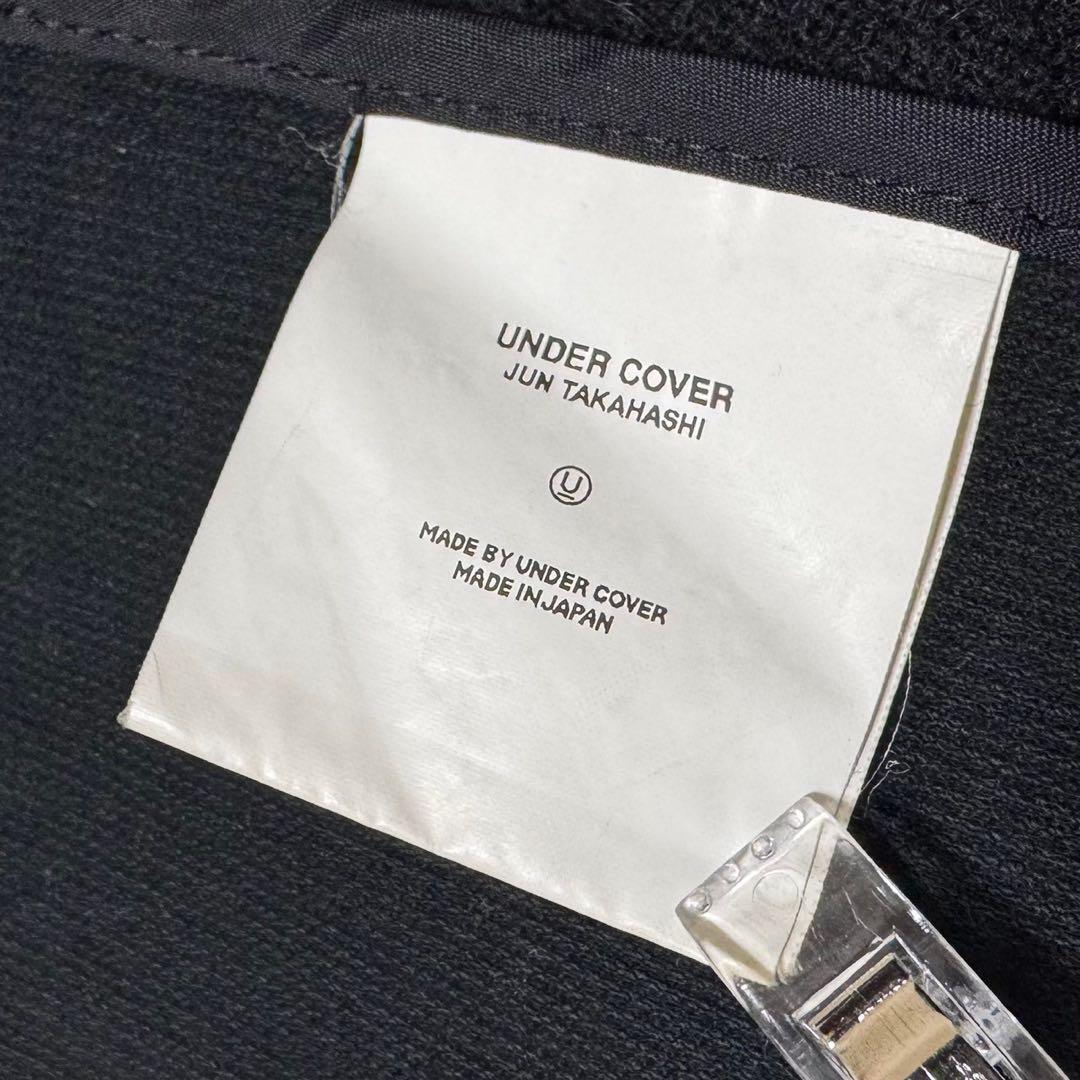 UNDER COVER
JUN TAKAHASHI
U
MADE BY UNDER COVER
MADE IN JAPAN